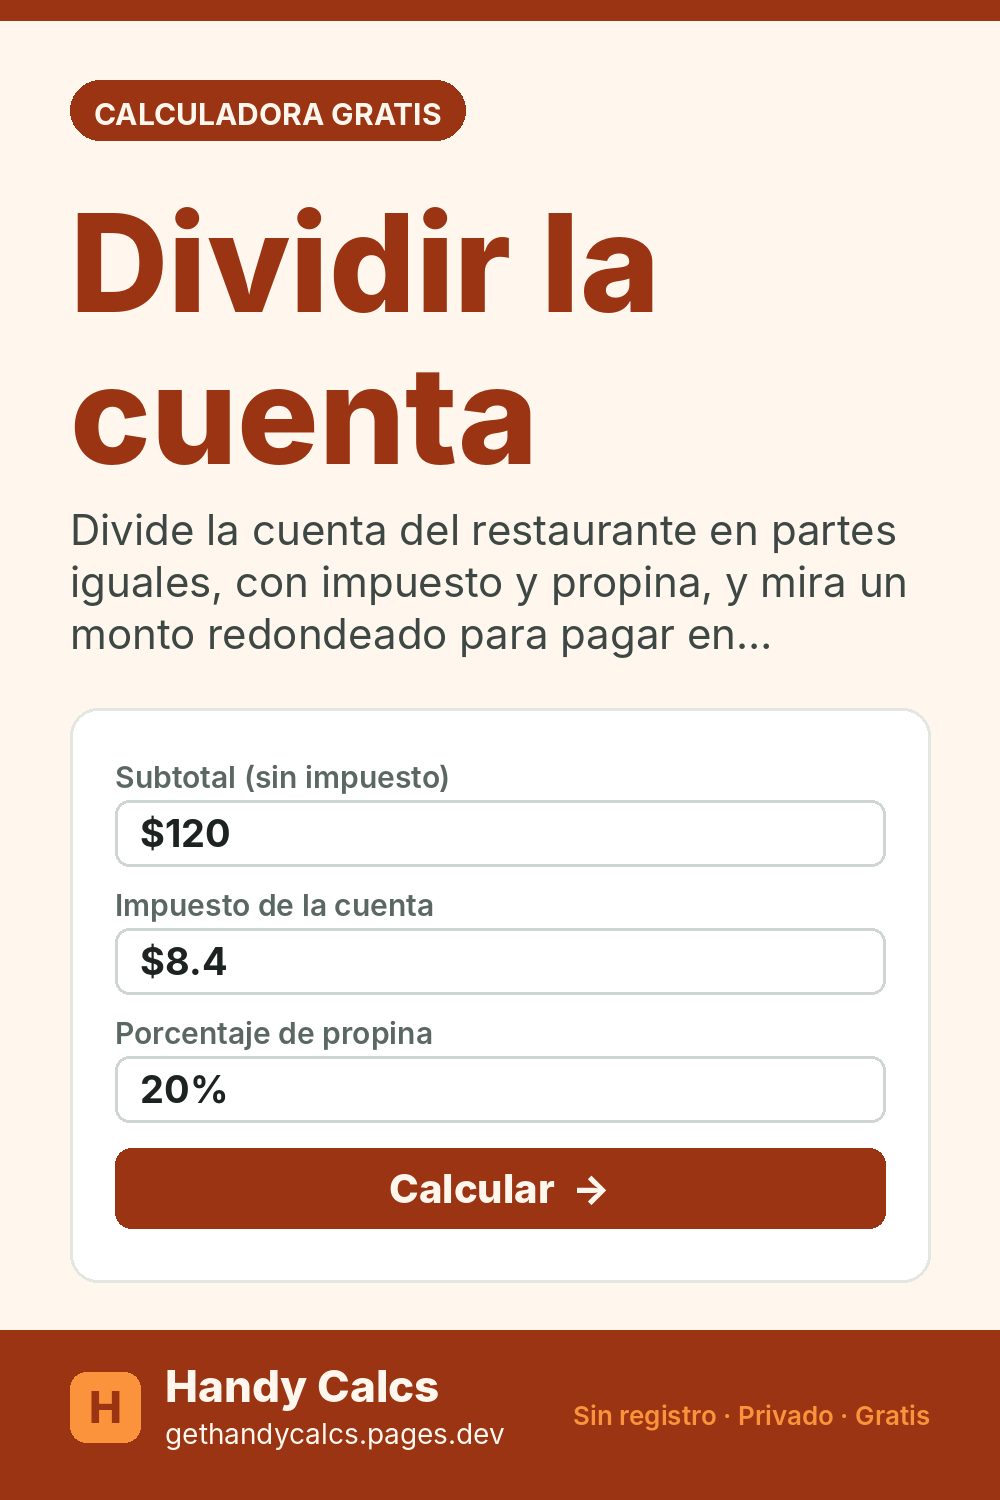 CALCULADORA GRATIS
Dividir la
cuenta
Divide la cuenta del restaurante en partes
iguales, con impuesto y propina, y mira un
monto redondeado para pagar en...
Subtotal (sin impuesto)
$120
Impuesto de la cuenta
$8.4
Porcentaje de propina
20%
Calcular →
H
Handy Calcs
gethandycalcs.pages.dev
Sin registro · Privado · Gratis